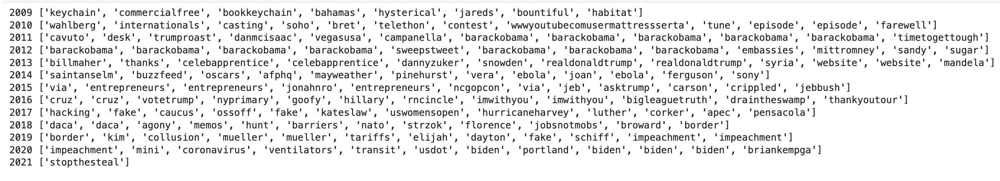 2009 ['keychain', 'commercialfree', 'bookkeychain', 'bahamas', 'hysterical', 'jareds', 'bountiful', 'habitat']
2010 ['wahlberg', 'internationals', 'casting', 'soho', 'bret', 'telethon', 'contest', 'wwwyoutubecomusermattressserta', 'tune', 'episode', 'episode', 'farewell']
2011 ['cavuto', 'desk', 'trumproast', 'danmcisaac', 'vegasusa', 'campanella', 'barackobama', 'barackobama', 'barackobama', 'barackobama', 'barackobama', 'timetogettough']
2012 ['barackobama', 'barackobama', 'barackobama', 'barackobama', 'sweepstweet', 'barackobama', 'barackobama', 'barackobama', 'embassies', 'mittromney', 'sandy', 'sugar']
2013 ['billmaher', 'thanks', 'celebapprentice', 'celebapprentice', 'dannyzuker', 'snowden', 'realdonaldtrump', 'realdonaldtrump', 'syria', 'website', 'website', 'mandela']
2014 ['saintanselm', 'buzzfeed', 'oscars', 'afphq', 'mayweather', 'pinehurst', 'vera', 'ebola', 'joan', 'ebola', 'ferguson', 'sony']
2015 ['via', 'entrepreneurs', 'entrepreneurs', 'jonahnro', 'entrepreneurs', 'ncgopcon', 'via', 'jeb', 'asktrump', 'carson', 'crippled', 'jebbush']
2016 ['cruz', 'cruz', 'votetrump', 'nyprimary', 'goofy', 'hillary', 'rncincle', 'imwithyou', 'imwithyou', 'bigleaguetruth', 'draintheswamp', 'thankyoutour']
2017 ['hacking', 'fake', 'caucus', 'ossoff', 'fake', 'kateslaw', 'uswomensopen', 'hurricaneharvey', 'luther', 'corker', 'apec', 'pensacola']
2018 ['daca', 'daca', 'agony', 'memos', 'hunt', 'barriers', 'nato', 'strzok', 'florence', 'jobsnotmobs', 'broward', 'border']
2019 ['border', 'kim', 'collusion', 'mueller', 'mueller', 'tariffs', 'elijah', 'dayton', 'fake', 'schiff', 'impeachment', 'impeachment']
2020 ['impeachment', 'mini', 'coronavirus', 'ventilators', 'transit', 'usdot', 'biden', 'portland', 'biden', 'biden', 'biden', 'briankempga']
2021 ['stopthesteal']